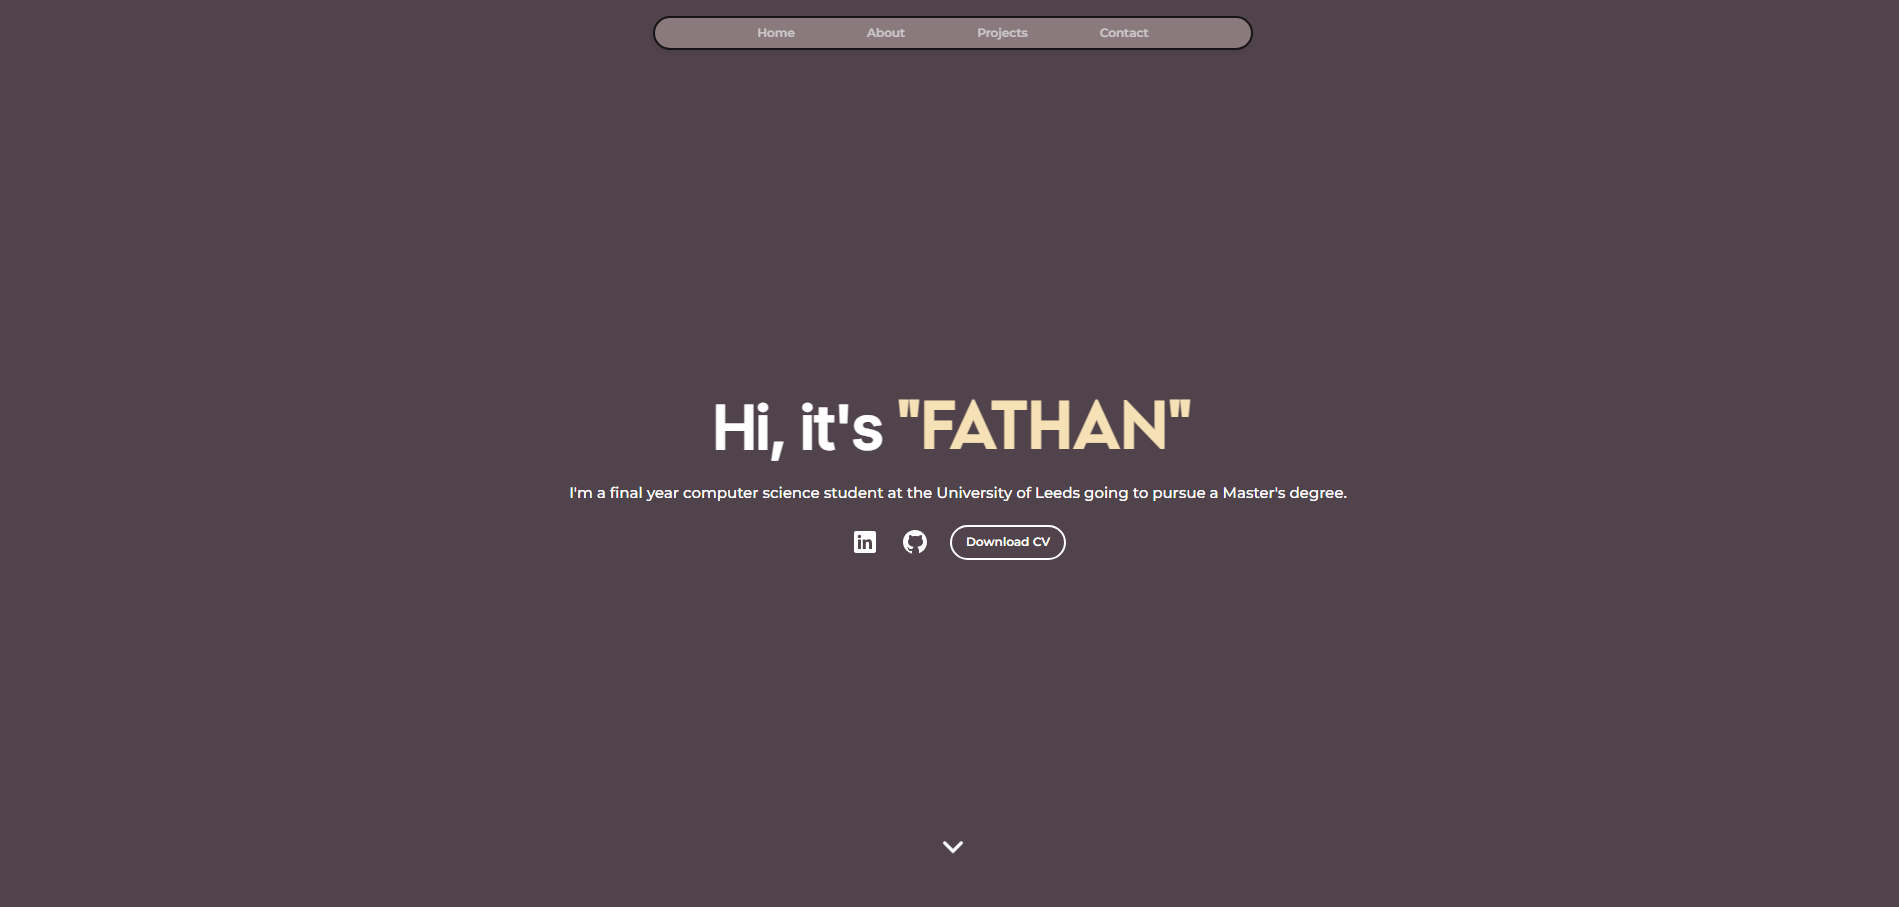 Home About Projects Contact
Hi, it's "FATHAN"
I'm a final year computer science student at the University of Leeds going to pursue a Master's degree.
in Download CV